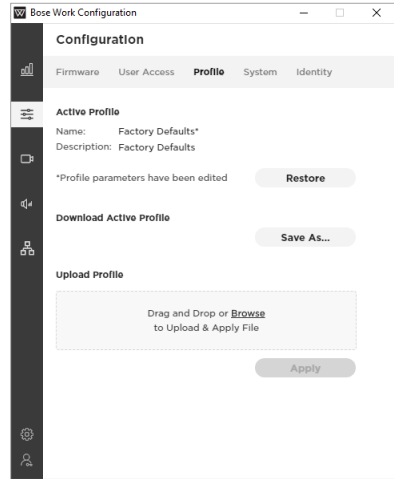 Bose Work Configuration
Configuration
Firmware User Access Profile System Identity
Active Profile
Name: Factory Defaults*
Description: Factory Defaults
*Profile parameters have been edited Restore
Download Active Profile
Save As...
Upload Profile
Drag and Drop or Browse
to Upload & Apply File
Apply